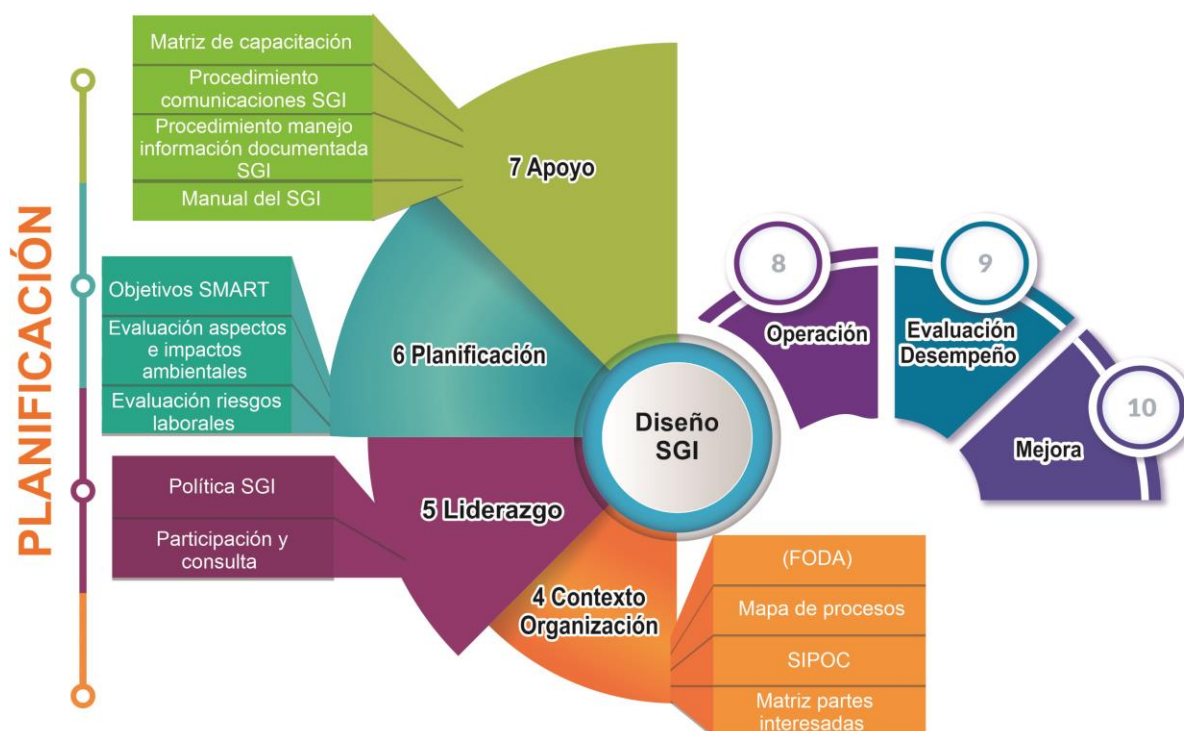 PLANIFICACIÓN
Matriz de capacitación
Procedimiento
comunicaciones SGI
Procedimiento manejo
información documentada
SGI
Manual del SGI
7 Apoyo
Objetivos SMART
Evaluación aspectos
e impactos
ambientales
Evaluación riesgos
laborales
6 Planificación
Política SGI
Participación y
consulta
5 Liderazgo
4 Contexto
Organización
(FODA)
Mapa de procesos
SIPOC
Matriz partes
interesadas
Diseño
SGI
8
Operación
9
Evaluación
Desempeño
10
Mejora